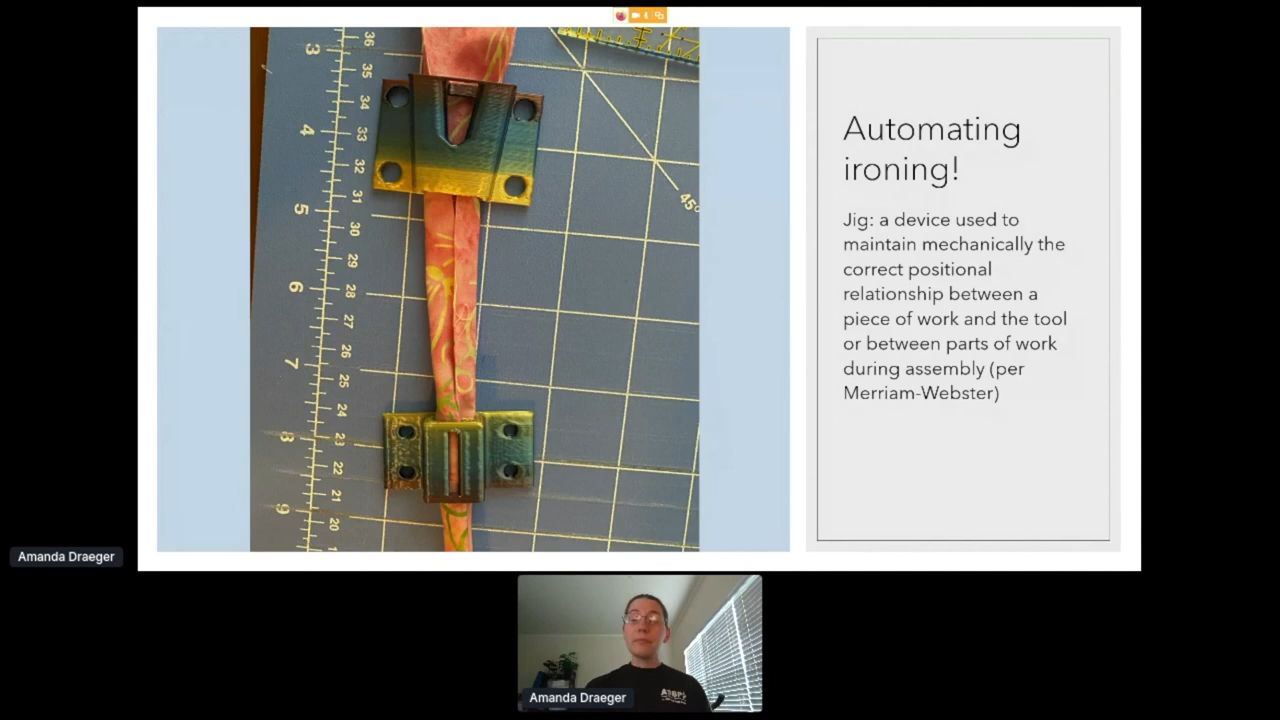 36
3
35
34
4
33
32
31
5
30
45°
29
6
28
27
26
7
25
24
8
23
22
21
9
20
Automating
ironing!
Jig: a device used to
maintain mechanically the
correct positional
relationship between a
piece of work and the tool
or between parts of work
during assembly (per
Merriam-Webster)
Amanda Draeger
Amanda Draeger